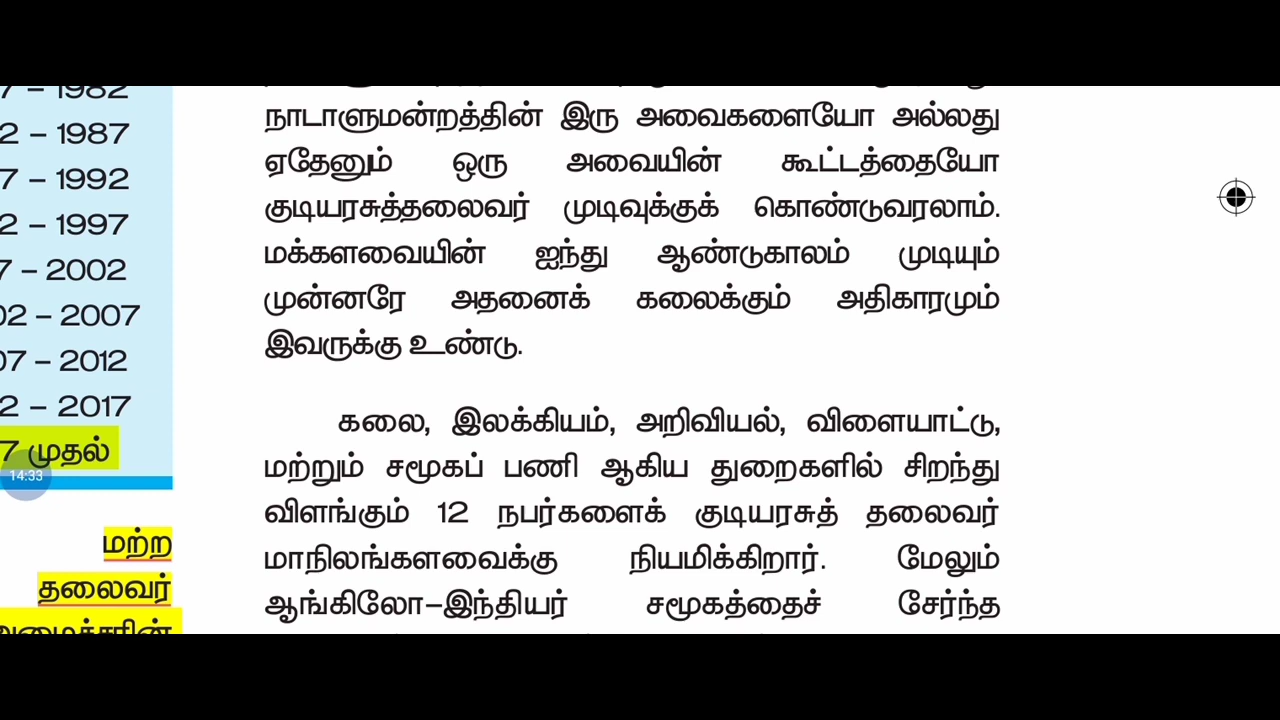 – 1982
2 – 1987
7 – 1992
2 – 1997
7 – 2002
02 – 2007
07 – 2012
2 – 2017
7 முதல்
14:33
மற்ற
தலைவர்
நாடாளுமன்றத்தின் இரு அவைகளையோ அல்லது
ஏதேனும் ஒரு அவையின் கூட்டத்தையோ
குடியரசுத்தலைவர் முடிவுக்குக் கொண்டுவரலாம்.
மக்களவையின் ஐந்து ஆண்டுகாலம் முடியும்
முன்னரே அதனைக் கலைக்கும் அதிகாரமும்
இவருக்கு உண்டு.
கலை, இலக்கியம், அறிவியல், விளையாட்டு,
மற்றும் சமூகப் பணி ஆகிய துறைகளில் சிறந்து
விளங்கும் 12 நபர்களைக் குடியரசுத் தலைவர்
மாநிலங்களவைக்கு நியமிக்கிறார். மேலும்
ஆங்கிலோ–இந்தியர் சமூகத்தைச் சேர்ந்த